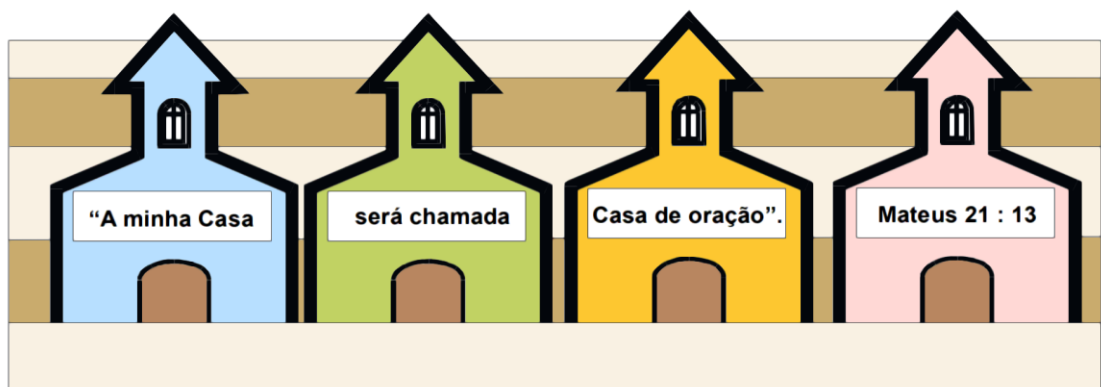 “A minha Casa
será chamada
Casa de oração”.
Mateus 21 : 13